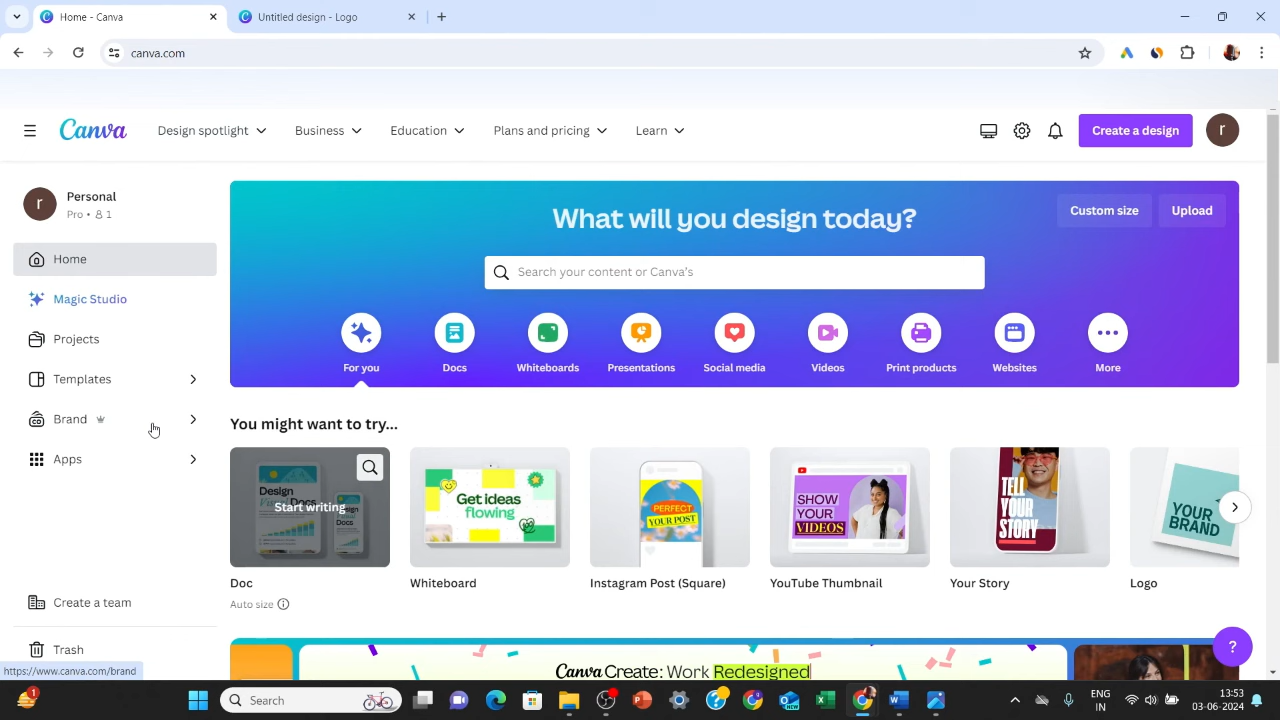 Home - Canva
Untitled design - Logo
canva.com
Canva
Design spotlight
Business
Education
Plans and pricing
Learn
Create a design
r
r
Personal
Pro • 1
Home
Magic Studio
Projects
Templates
Brand
Apps
Create a team
Trash
https://www.canva.com/brand
What will you design today?
Custom size
Upload
Search your content or Canva's
For you
Docs
Whiteboards
Presentations
Social media
Videos
Print products
Websites
More
You might want to try...
Start writing
Get ideas
flowing
PERFECT
YOUR POST
SHOW
YOUR
VIDEOS
TELL
YOUR
STORY
YOUR
BRAND
Doc
Whiteboard
Instagram Post (Square)
YouTube Thumbnail
Your Story
Logo
Auto size
Canva Create: Work Redesigned
?
1
Search
ENG
IN
13:53
03-06-2024